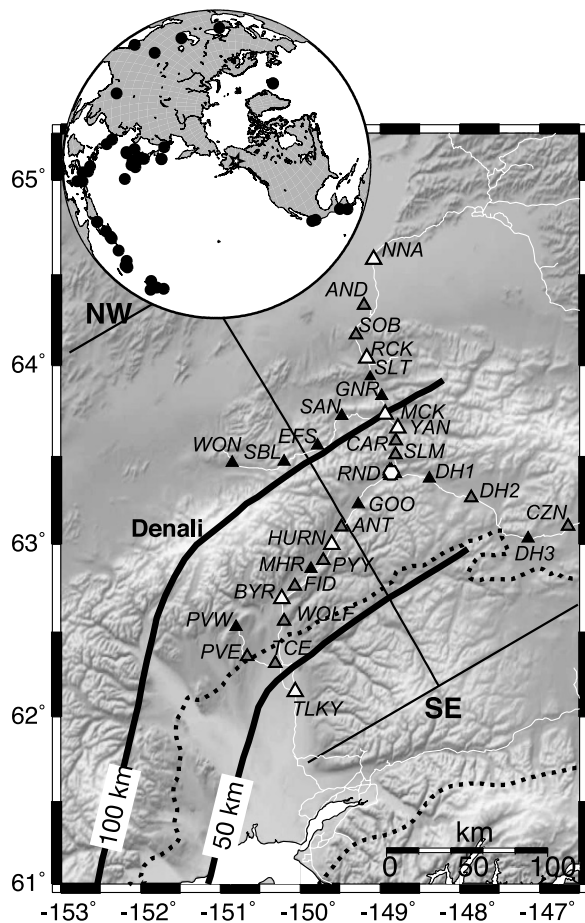 65°
NNA
AND
NW
SOB
RCK
64°
SLT
GNR
SAN
MCK
YAN
EFS
CAR
WON
SBL
SLM
RND
DH1
GOO
DH2
CZN
Denali
ANT
63°
HURN
DH3
MHR
PYY
FID
BYR
PVW
WOLF
PVE
TCE
62°
TLKY
SE
100 km
50 km
km
0 50 100
61°
-153° -152° -151° -150° -149° -148° -147°